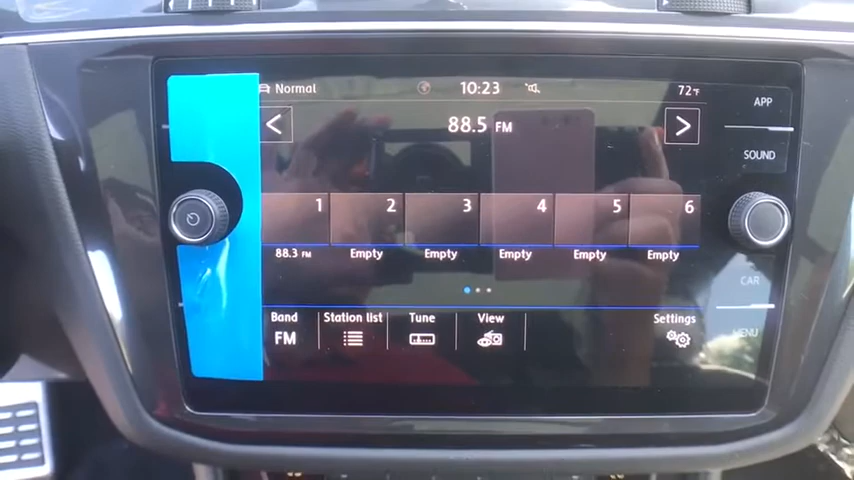 Normal 10:23 72°F
APP
< 88.5 FM >
SOUND
1 2 3 4 5 6
88.3 FM Empty Empty Empty Empty Empty
CAR
Band Station list Tune View Settings
FM
MENU